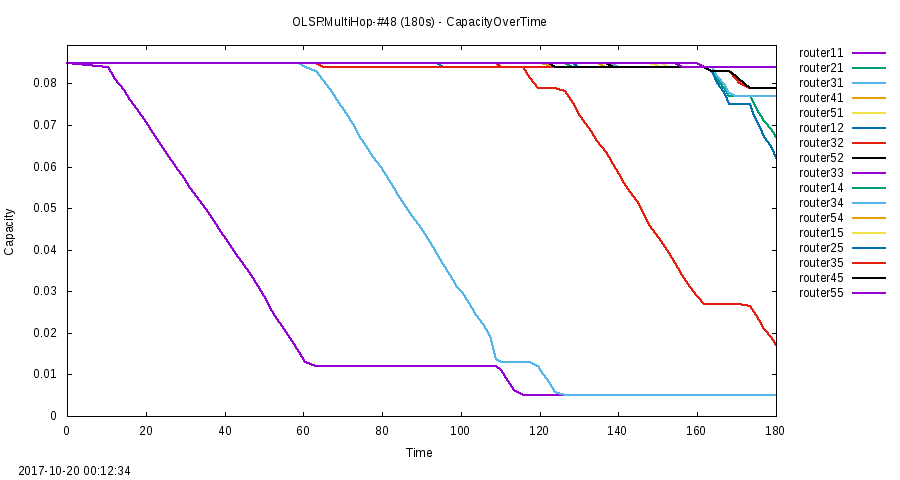 OLSRMultiHop-#48 (180s) - CapacityOverTime
Capacity
0.08
0.07
0.06
0.05
0.04
0.03
0.02
0.01
0
0 20 40 60 80 100 120 140 160 180
Time
router11
router21
router31
router41
router51
router12
router32
router52
router33
router14
router34
router54
router15
router25
router35
router45
router55
2017-10-20 00:12:34